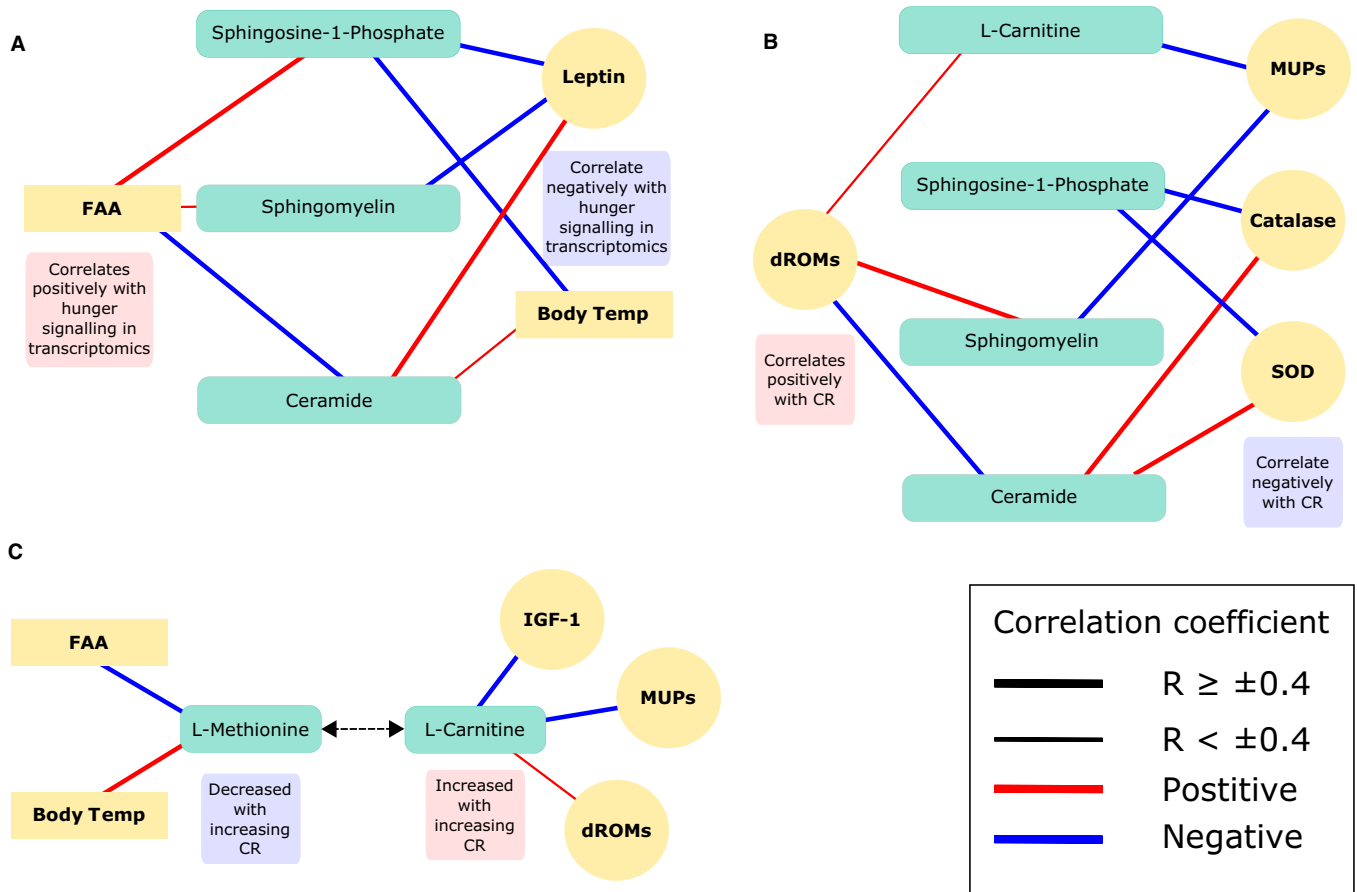 A
Sphingosine-1-Phosphate
Leptin
FAA
Sphingomyelin
Correlate
negatively with
hunger
signalling in
transcriptomics
Correlates
positively with
hunger
signalling in
transcriptomics
Body Temp
Ceramide
B
L-Carnitine
MUPs
Sphingosine-1-Phosphate
Catalase
dROMs
Sphingomyelin
SOD
Correlates
positively
with CR
Ceramide
Correlate
negatively
with CR
C
FAA
IGF-1
MUPs
L-Methionine
L-Carnitine
Body Temp
Decreased
with
increasing
CR
Increased
with
increasing
CR
dROMs
Correlation coefficient
R ≥ ±0.4
R < ±0.4
Postitive
Negative